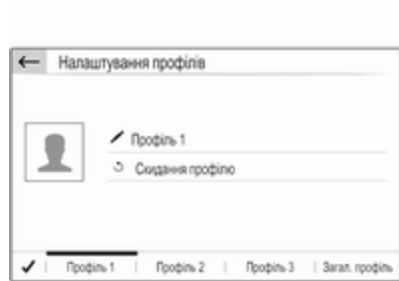 Налаштування профілів
Профіль 1
Скидання профілю
Профіль 1 | Профіль 2 | Профіль 3 | Загал. профіль